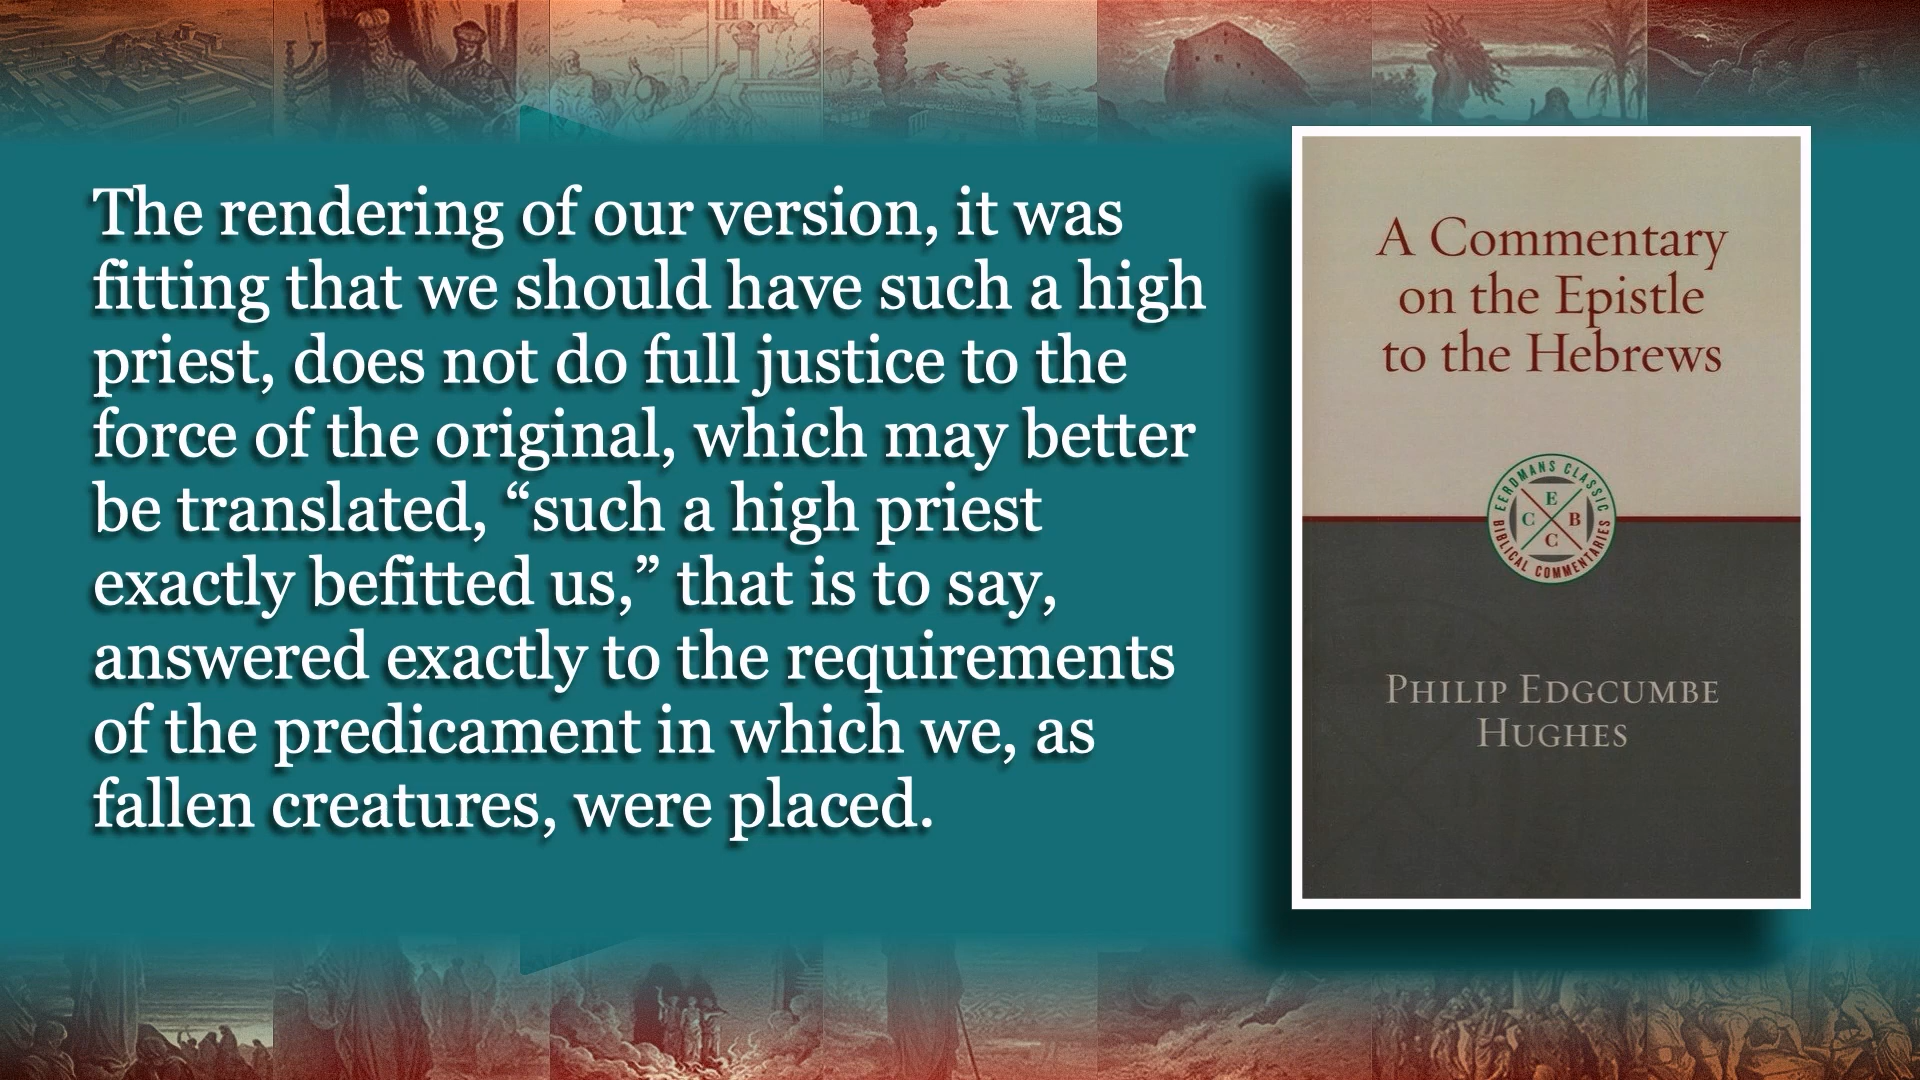 The rendering of our version, it was
fitting that we should have such a high
priest, does not do full justice to the
force of the original, which may better
be translated, “such a high priest
exactly befitted us,” that is to say,
answered exactly to the requirements
of the predicament in which we, as
fallen creatures, were placed.
A Commentary
on the Epistle
to the Hebrews
EERDMANS CLASSIC
BIBLICAL COMMENTARIES
E
C B
C
PHILIP EDGCUMBE
HUGHES